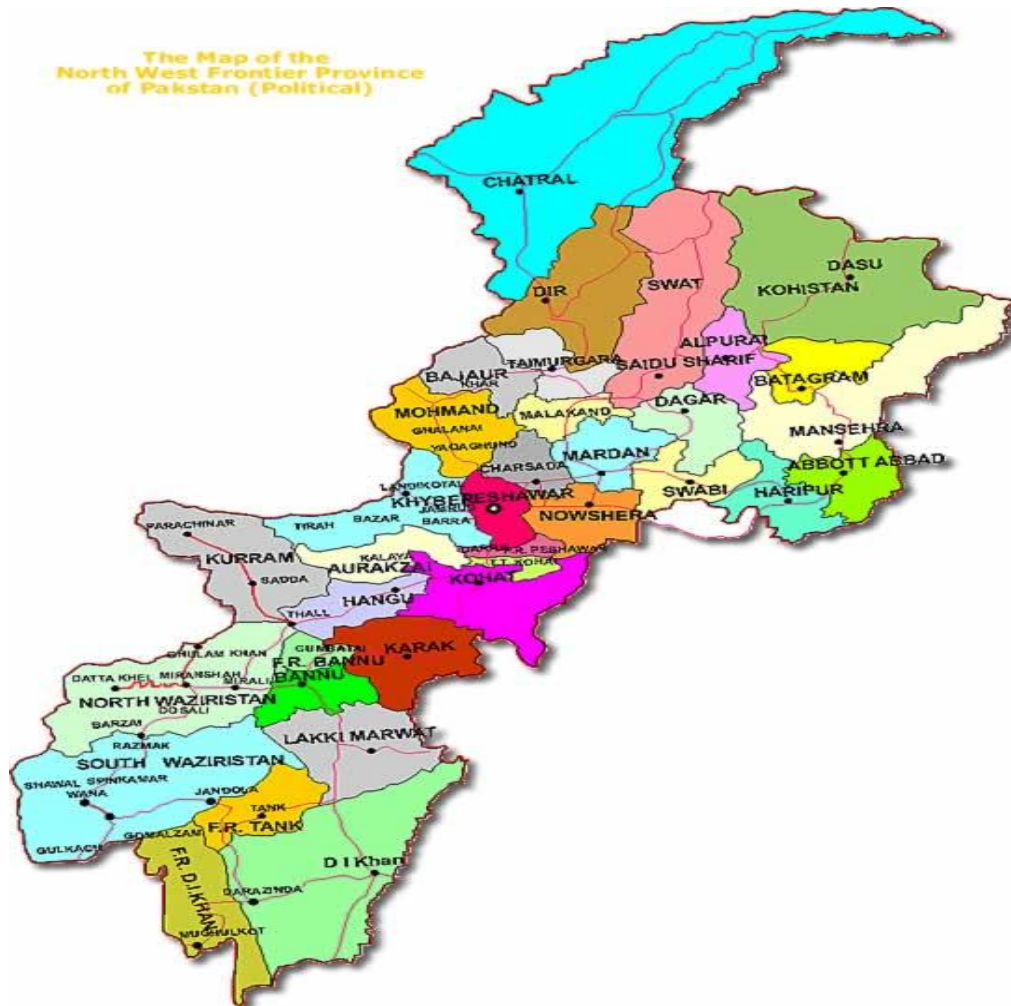 The Map of the
North West Frontier Province
of Pakstan (Political)
CHATRAL
DASU
KOHISTAN
SWAT
DIR
ALPURAI
TAIMURGARA
SAIDU SHARIF
BAJAUR
KHAR
BATAGRAM
DAGAR
MOHMAND
MALAKAND
GHALANAI
MANSEHRA
YAQAGHUND
MARDAN
CHARSADA
ABBOTT ABBAD
LANDIKOTAL
SWABI
HARIPUR
KHYBER
PESHAWAR
JAMRUD
NOWSHERA
PARACHINAR
TIRAH
BAZAR
BARRA
DARRA
F.R. PESHAWAR
KURRAM
KALAYA
F.T. KOHAT
AURAKZAI
KOHAT
SADDA
HANGU
THALL
GHULAM KHAN
GUMBATAI
KARAK
F.R. BANNU
DATTA KHEL
MIRANSHAH
MIRALI
BANNU
NORTH WAZIRISTAN
DOSALI
BARZAI
RAZMAK
LAKKI MARWAT
SOUTH WAZIRISTAN
SHAWAL
SPINKAMAR
WANA
JANDOLA
TANK
F.R. TANK
GOMALZAM
GULKACH
D I Khan
F.R. D.I.KHAN
DARAZINDA
MUGHULKOT